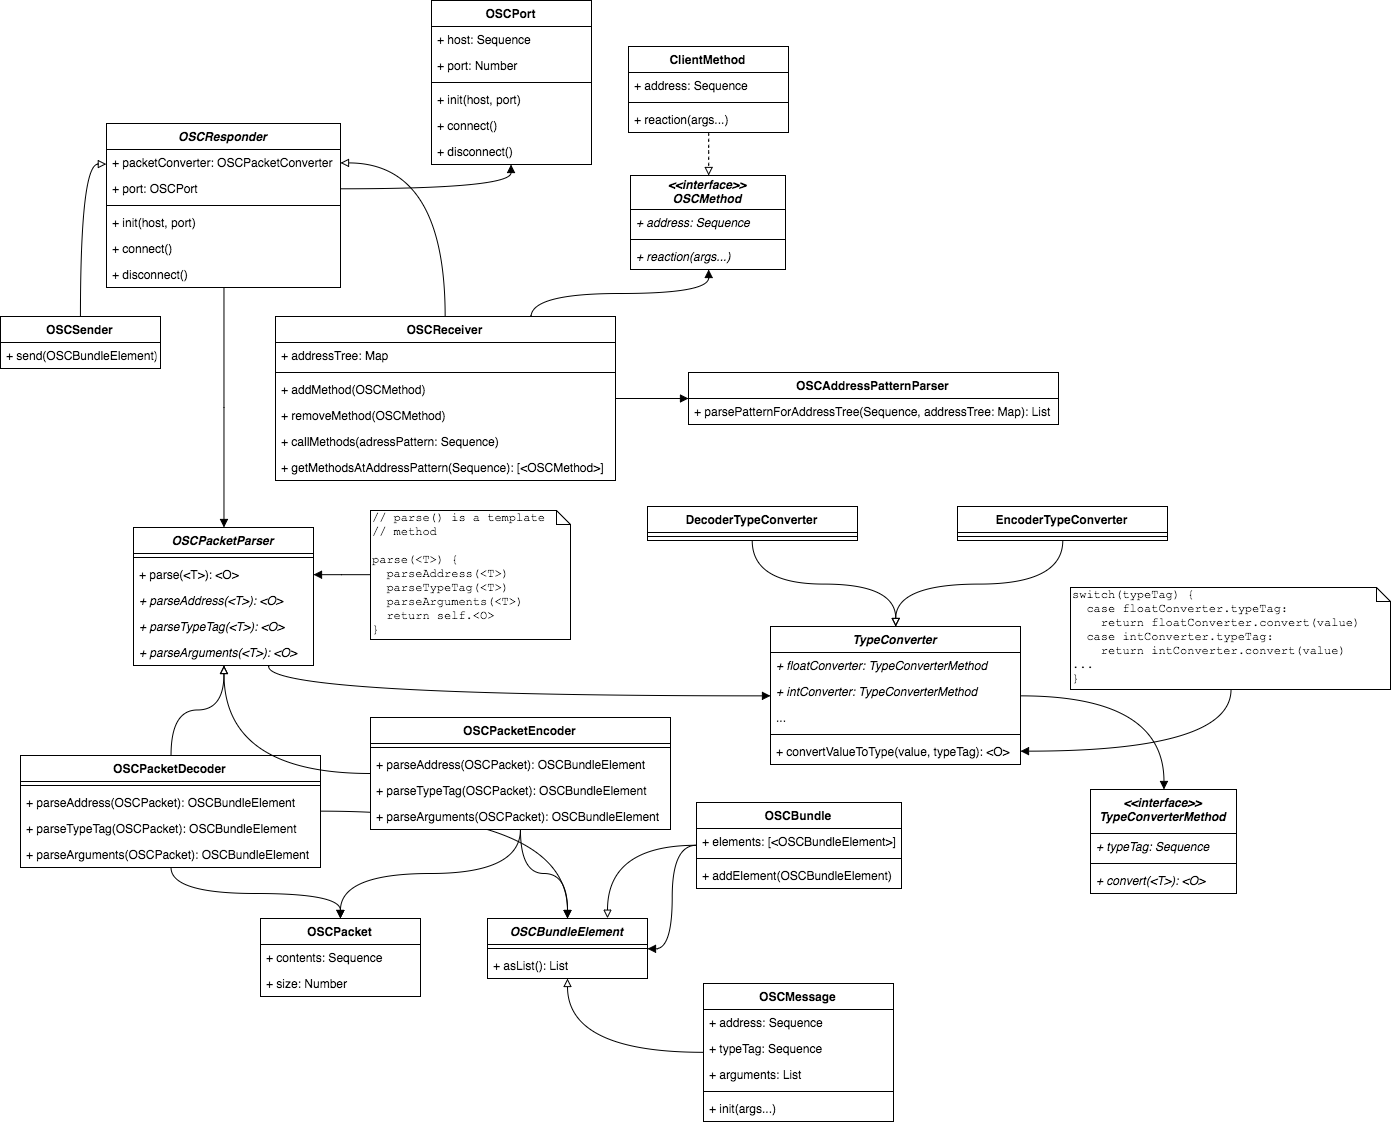 OSCPort
+ host: Sequence
+ port: Number
+ init(host, port)
+ connect()
+ disconnect()
ClientMethod
+ address: Sequence
+ reaction(args...)
OSCResponder
+ packetConverter: OSCPacketConverter
+ port: OSCPort
+ init(host, port)
+ connect()
+ disconnect()
<<interface>>
OSCMethod
+ address: Sequence
+ reaction(args...)
OSCSender
+ send(OSCBundleElement)
OSCReceiver
+ addressTree: Map
+ addMethod(OSCMethod)
+ removeMethod(OSCMethod)
+ callMethods(adressPattern: Sequence)
+ getMethodsAtAddressPattern(Sequence): [<OSCMethod>]
OSCAddressPatternParser
+ parsePatternForAddressTree(Sequence, addressTree: Map): List
OSCPacketParser
+ parse(<T>): <O>
+ parseAddress(<T>): <O>
+ parseTypeTag(<T>): <O>
+ parseArguments(<T>): <O>
// parse() is a template
// method
parse(<T>) {
parseAddress(<T>)
parseTypeTag(<T>)
parseArguments(<T>)
return self.<O>
}
DecoderTypeConverter
EncoderTypeConverter
TypeConverter
+ floatConverter: TypeConverterMethod
+ intConverter: TypeConverterMethod
...
+ convertValueToType(value, typeTag): <O>
switch(typeTag) {
case floatConverter.typeTag:
return floatConverter.convert(value)
case intConverter.typeTag:
return intConverter.convert(value)
...
}
OSCPacketDecoder
+ parseAddress(OSCPacket): OSCBundleElement
+ parseTypeTag(OSCPacket): OSCBundleElement
+ parseArguments(OSCPacket): OSCBundleElement
OSCPacketEncoder
+ parseAddress(OSCPacket): OSCBundleElement
+ parseTypeTag(OSCPacket): OSCBundleElement
+ parseArguments(OSCPacket): OSCBundleElement
OSCBundle
+ elements: [<OSCBundleElement>]
+ addElement(OSCBundleElement)
<<interface>>
TypeConverterMethod
+ typeTag: Sequence
+ convert(<T>): <O>
OSCPacket
+ contents: Sequence
+ size: Number
OSCBundleElement
+ asList(): List
OSCMessage
+ address: Sequence
+ typeTag: Sequence
+ arguments: List
+ init(args...)